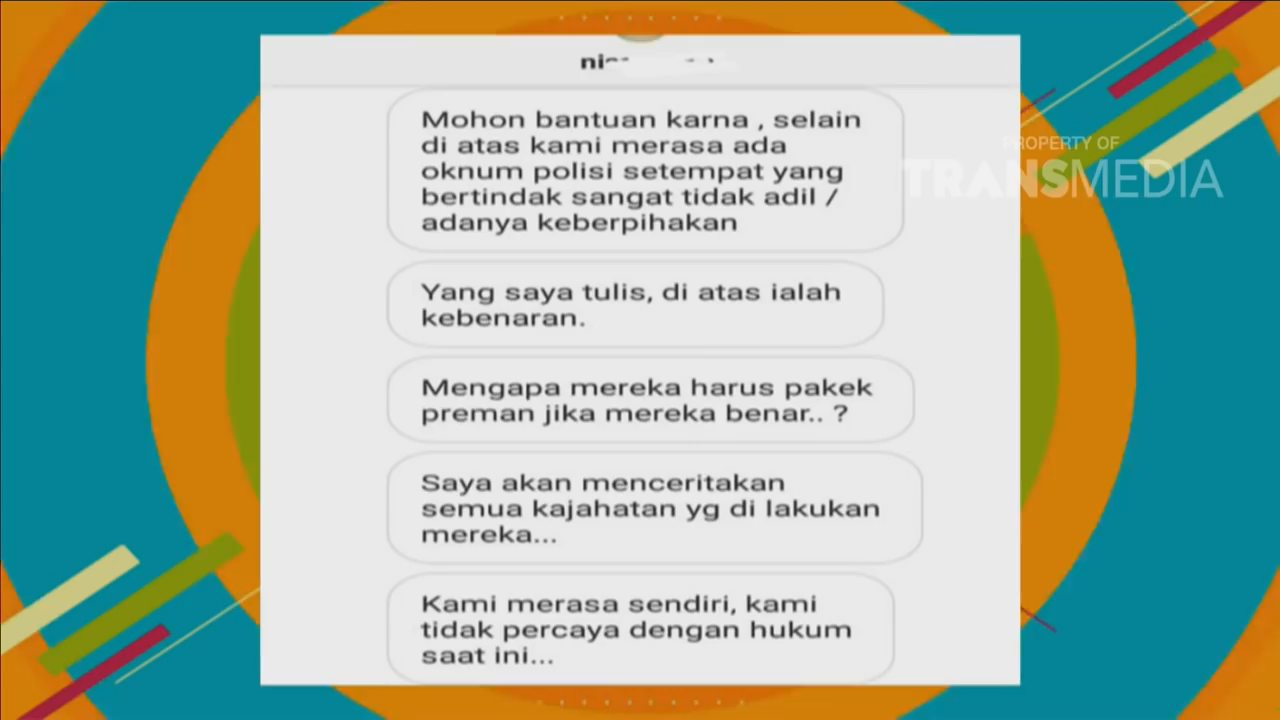 Mohon bantuan karna , selain
di atas kami merasa ada
oknum polisi setempat yang
bertindak sangat tidak adil /
adanya keberpihakan
Yang saya tulis, di atas ialah
kebenaran.
Mengapa mereka harus pakek
preman jika mereka benar.. ?
Saya akan menceritakan
semua kajahatan yg di lakukan
mereka...
Kami merasa sendiri, kami
tidak percaya dengan hukum
saat ini...
PROPERTY OF
TRANSMEDIA